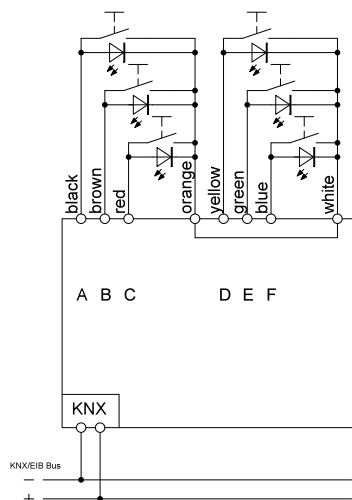 black
brown
red
orange
yellow
green
blue
white
A B C
D E F
KNX
KNX/EIB Bus
−
+